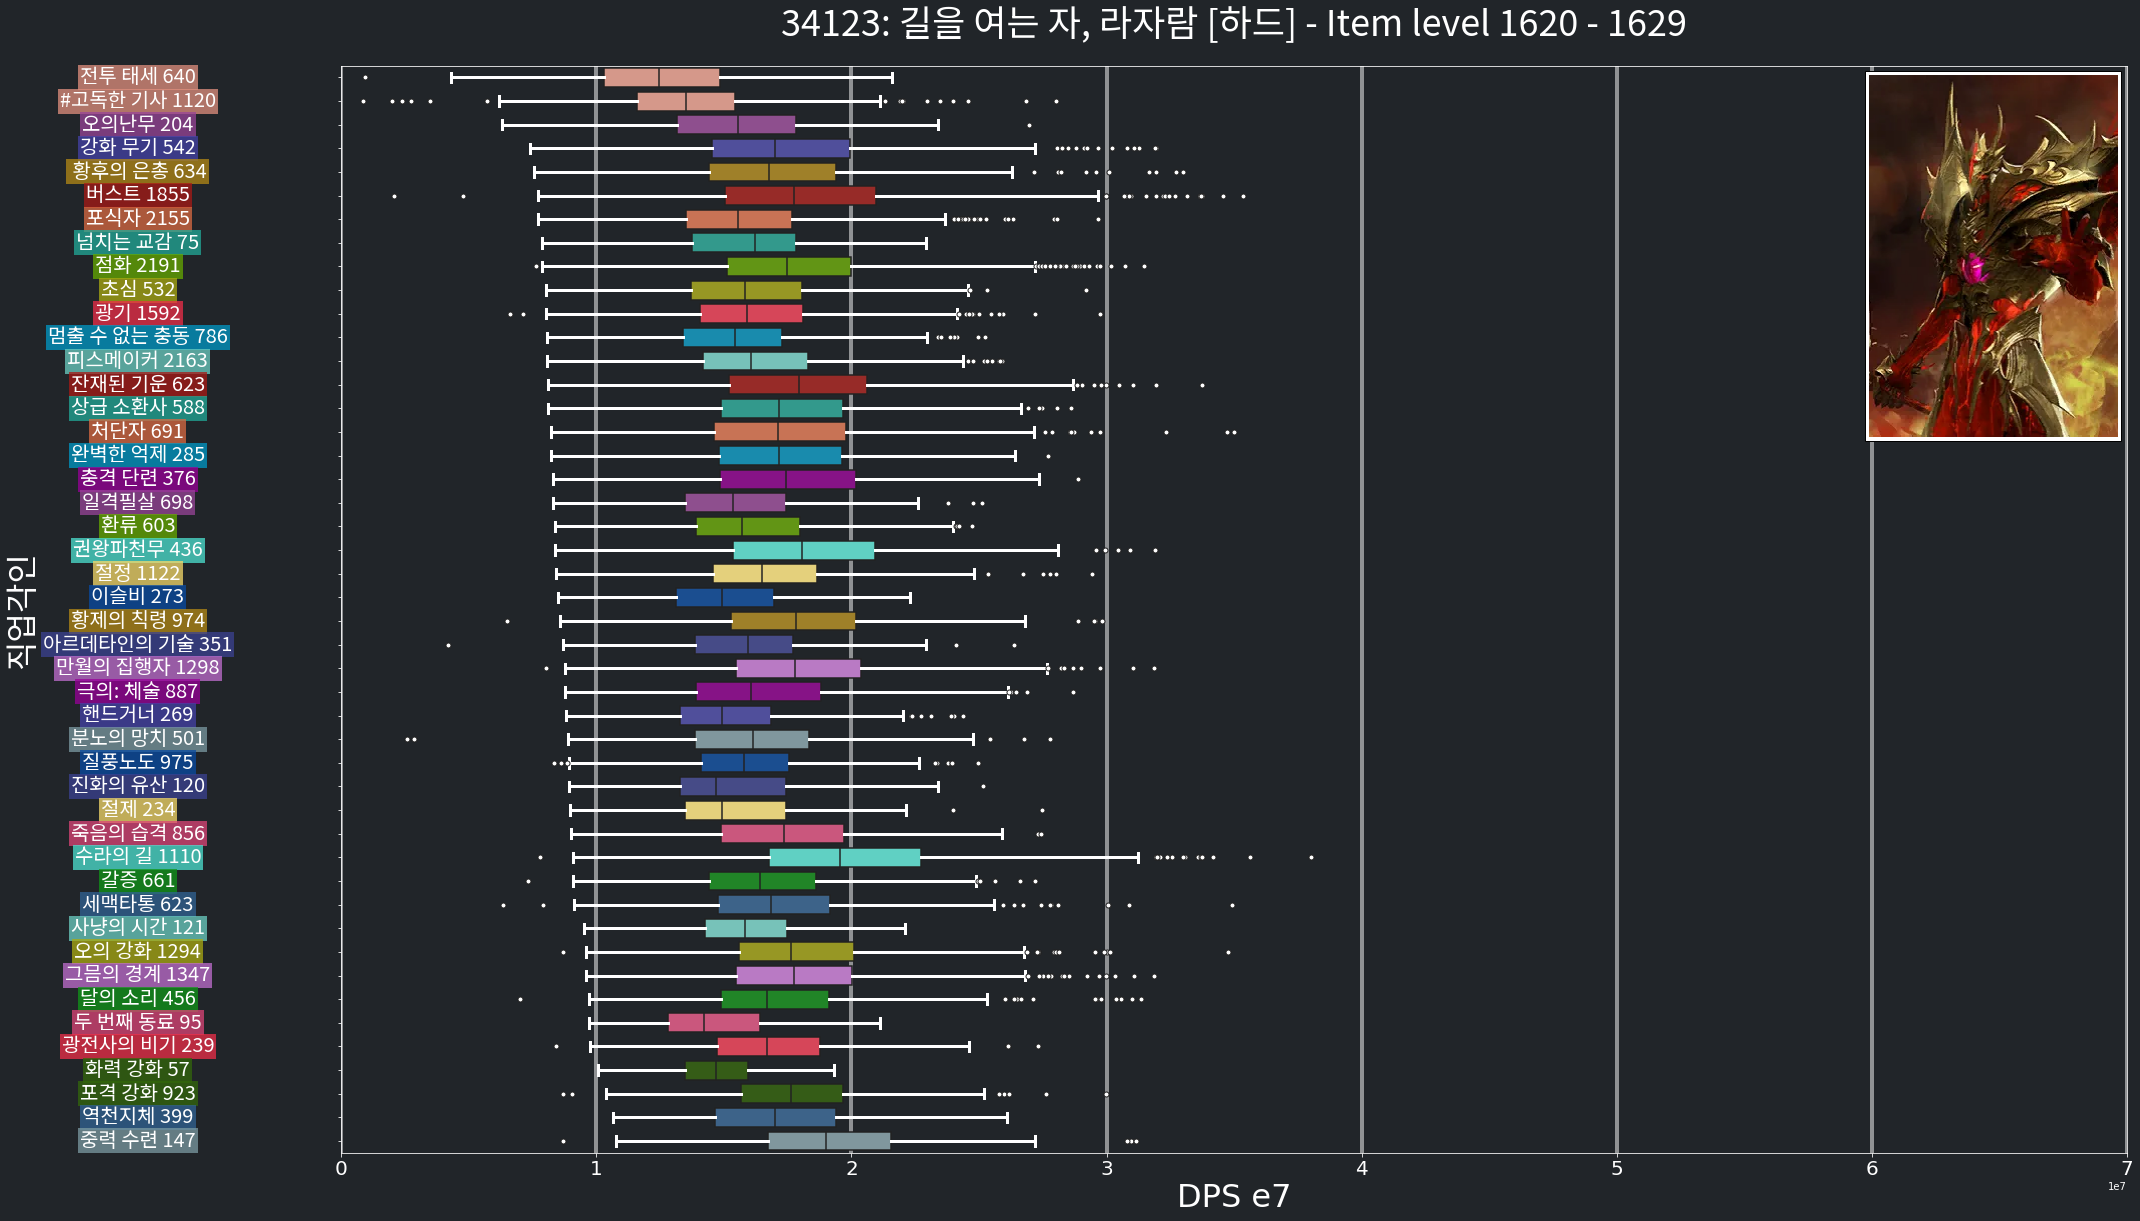 34123: 길을 여는 자, 라자람 [하드] - Item level 1620 - 1629
전투 태세 640
#고독한 기사 1120
오의난무 204
강화 무기 542
황후의 은총 634
버스트 1855
포식자 2155
넘치는 교감 75
점화 2191
초심 532
광기 1592
멈출 수 없는 충동 786
피스메이커 2163
잔재된 기운 623
상급 소환사 588
처단자 691
완벽한 억제 285
충격 단련 376
일격필살 698
환류 603
권왕파천무 436
절정 1122
이슬비 273
황제의 칙령 974
아르데타인의 기술 351
만월의 집행자 1298
극의: 체술 887
핸드거너 269
분노의 망치 501
질풍노도 975
진화의 유산 120
절제 234
죽음의 습격 856
수라의 길 1110
갈증 661
세맥타통 623
사냥의 시간 121
오의 강화 1294
그믐의 경계 1347
달의 소리 456
두 번째 동료 95
광전사의 비기 239
화력 강화 57
포격 강화 923
역천지체 399
중력 수련 147
직업각인
0 1 2 3 4 5 6 7
1e7
DPS e7